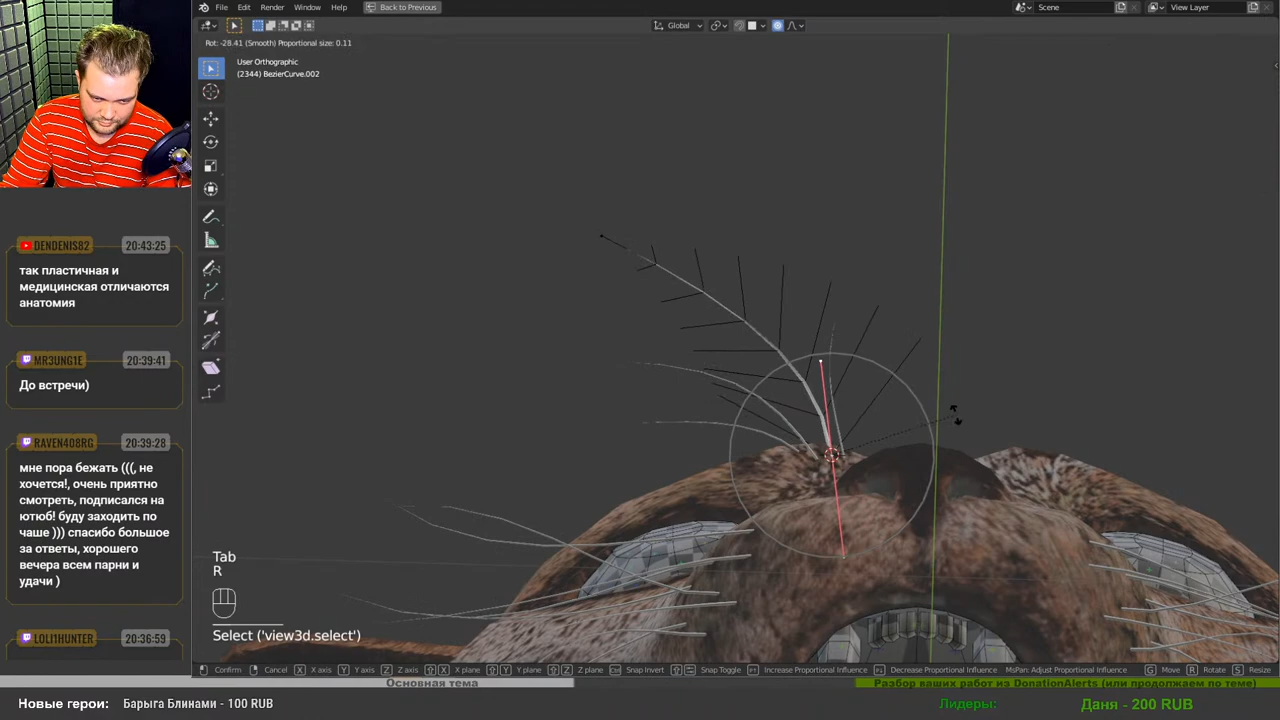 File Edit Render Window Help Back to Previous Scene View Layer
Global
Rot: -28.41 (Smooth) Proportional size: 0.11
User Orthographic
(2344) BezierCurve.002
DENDENIS82 20:43:25
так пластичная и
медицинская отличаются
анатомия
MR3UNG1E 20:39:41
До встречи)
RAVEN408RG 20:39:28
мне пора бежать (((, не
хочется!, очень приятно
смотреть, подписался на
ютюб! буду заходить по
чаше ))) спасибо большое
за ответы, хорошего
вечера всем парни и
удачи )
LOLI1HUNTER 20:36:59
Tab
R
Select ('view3d.select')
Confirm Cancel X X axis Y Y axis Z Z axis X X plane Y Y plane Z Z plane Snap Invert Snap Toggle Increase Proportional Influence Decrease Proportional Influence MsPan: Adjust Proportional Influence G Move R Rotate S Resize
Основная тема Разбор ваших работ из DonationAlerts (или продолжаем по теме)
Новые герои: Барыга Блинами - 100 RUB Лидеры: Даня - 200 RUB